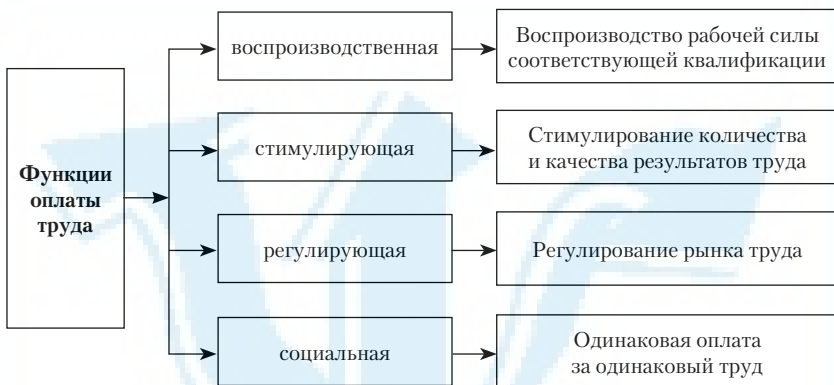 Функции
оплаты
труда
воспроизводственная
Воспроизводство рабочей силы
соответствующей квалификации
стимулирующая
Стимулирование количества
и качества результатов труда
регулирующая
Регулирование рынка труда
социальная
Одинаковая оплата
за одинаковый труд